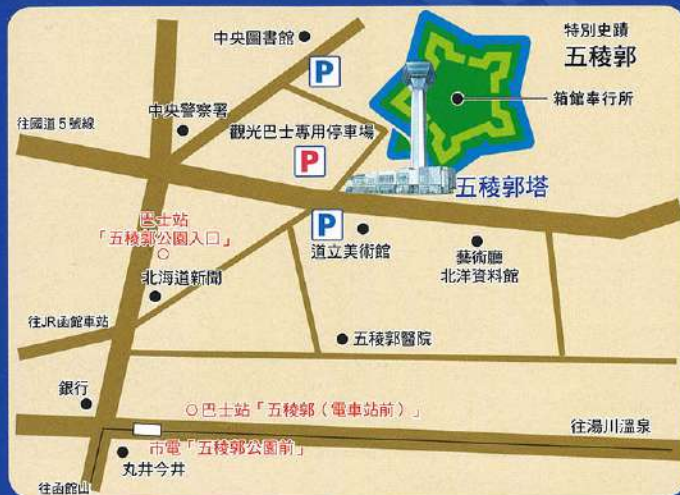 中央圖書館
P
特別史蹟
五稜郭
箱館奉行所
中央警察署
往國道5號線
觀光巴士專用停車場
P
五稜郭塔
巴士站
「五稜郭公園入口」
P
道立美術館
藝術廳
北洋資料館
北海道新聞
往JR函館車站
五稜郭醫院
銀行
巴士站「五稜郭(電車站前)」
往湯川溫泉
市電「五稜郭公園前」
丸井今井
往函館山